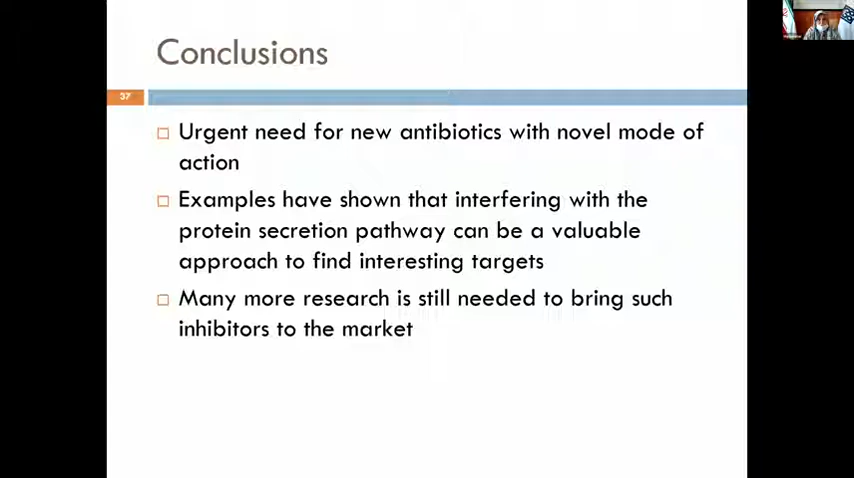 Conclusions
37
Urgent need for new antibiotics with novel mode of
action
Examples have shown that interfering with the
protein secretion pathway can be a valuable
approach to find interesting targets
Many more research is still needed to bring such
inhibitors to the market